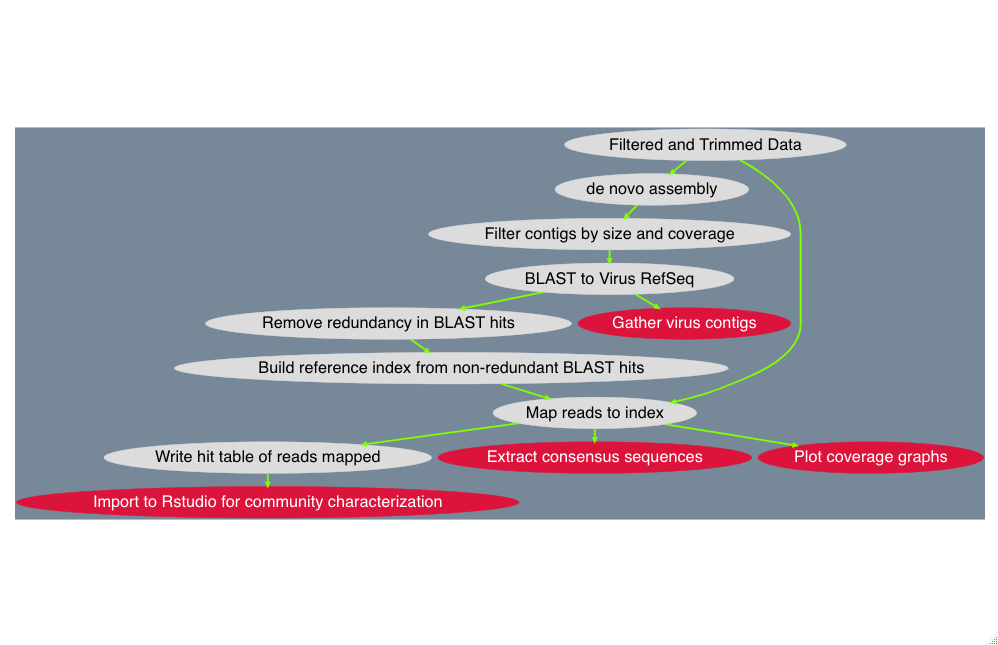 Filtered and Trimmed Data
de novo assembly
Filter contigs by size and coverage
BLAST to Virus RefSeq
Remove redundancy in BLAST hits
Gather virus contigs
Build reference index from non-redundant BLAST hits
Map reads to index
Write hit table of reads mapped
Extract consensus sequences
Plot coverage graphs
Import to Rstudio for community characterization